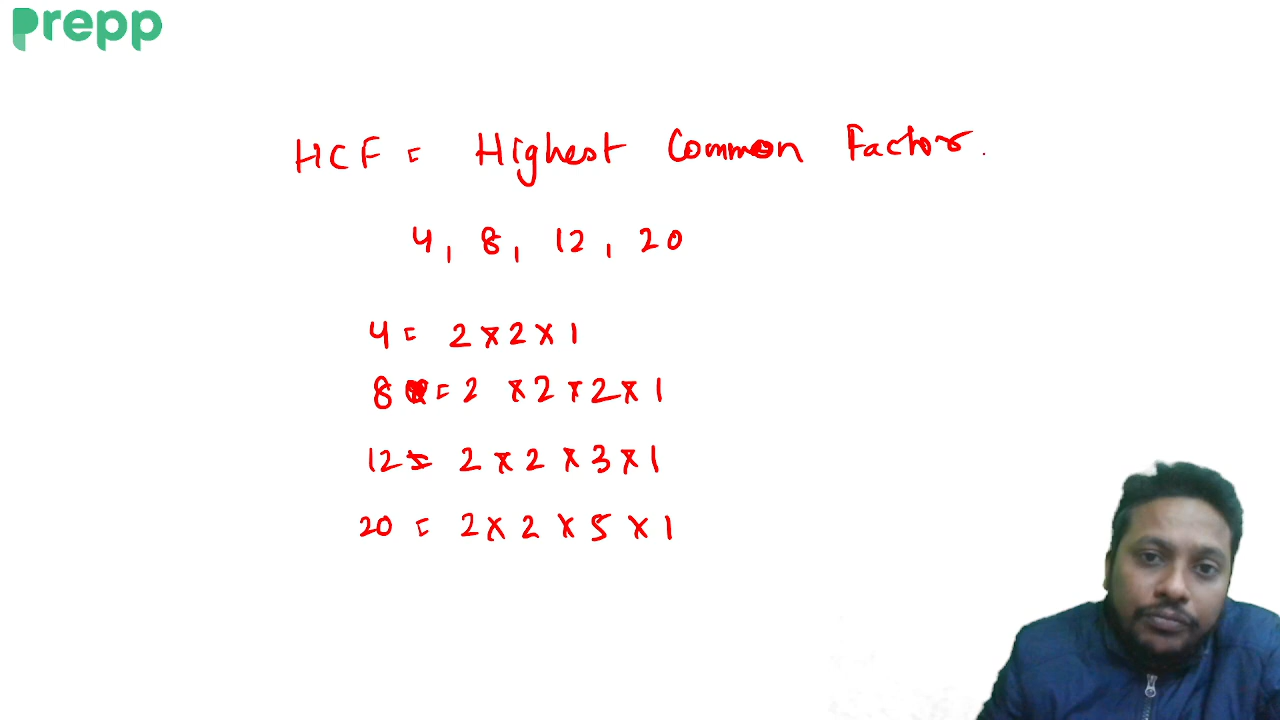 Prepp
HCF = Highest Common Factor.
4, 8, 12, 20
4 = 2 × 2 × 1
8 = 2 × 2 × 2 × 1
12 = 2 × 2 × 3 × 1
20 = 2 × 2 × 5 × 1